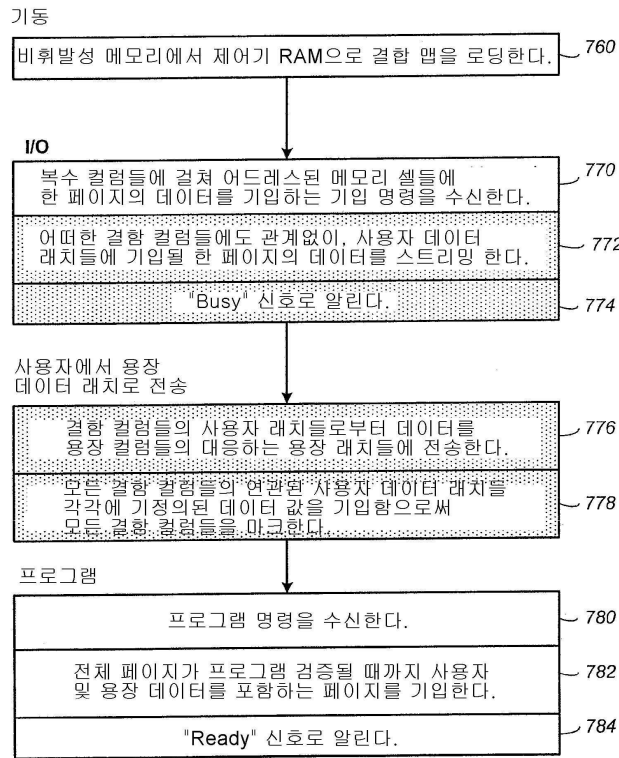 기동
비휘발성 메모리에서 제어기 RAM으로 결합 맵을 로딩한다.
760
I/O
복수 컬럼들에 걸쳐 어드레스된 메모리 셀들에
한 페이지의 데이터를 기입하는 기입 명령을 수신한다.
770
어떠한 결함 컬럼들에도 관계없이, 사용자 데이터
래치들에 기입될 한 페이지의 데이터를 스트리밍 한다.
772
"Busy" 신호로 알린다.
774
사용자에서 용장
데이터 래치로 전송
결함 컬럼들의 사용자 래치들로부터 데이터를
용장 컬럼들의 대응하는 용장 래치들에 전송한다.
776
모든 결함 컬럼들의 연관된 사용자 데이터 래치들
각각에 기정의된 데이터 값을 기입함으로써
모든 결함 컬럼들을 마크한다.
778
프로그램
프로그램 명령을 수신한다.
780
전체 페이지가 프로그램 검증될 때까지 사용자
및 용장 데이터를 포함하는 페이지를 기입한다.
782
"Ready" 신호로 알린다.
784